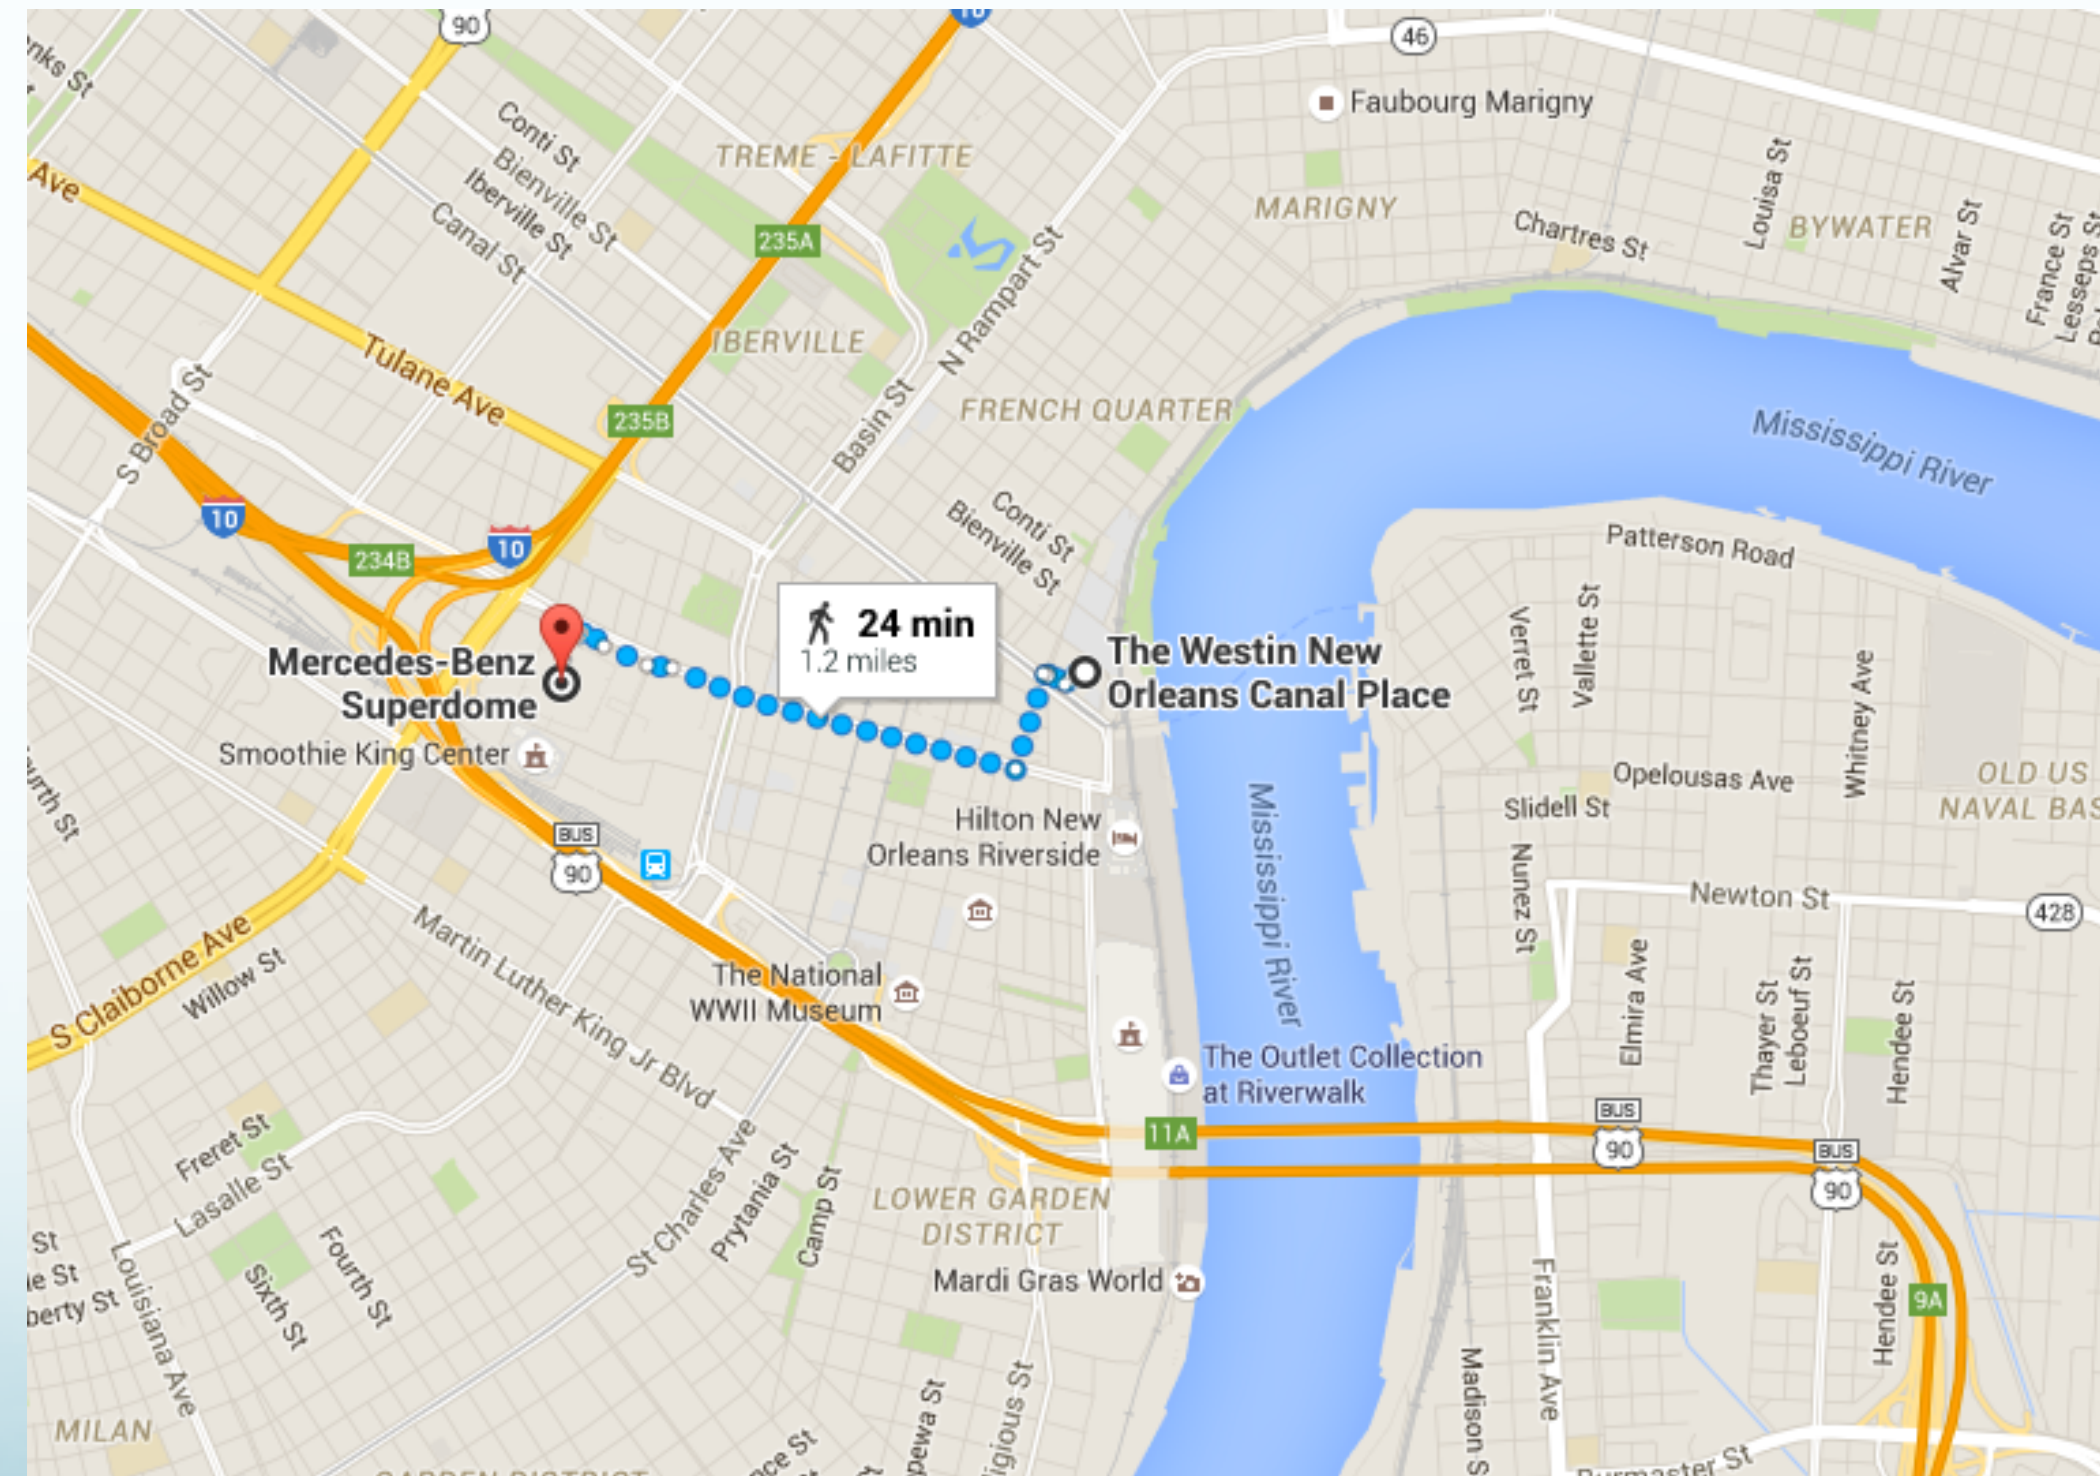 90
10
46
Faubourg Marigny
Conti St
Bienville St
Iberville St
Canal St
TREME - LAFITTE
Ave
235A
MARIGNY
Chartres St
Louisa St
BYWATER
Alvar St
France St
Lesseps St
N Rampart St
IBERVILLE
Tulane Ave
S Broad St
235B
Basin St
FRENCH QUARTER
Mississippi River
10
10
234B
Conti St
Bienville St
Patterson Road
24 min
1.2 miles
Mercedes-Benz
Superdome
The Westin New
Orleans Canal Place
Verret St
Vallette St
Whitney Ave
Smoothie King Center
Opelousas Ave
OLD US
NAVAL BAS
Slidell St
Hilton New
Orleans Riverside
Mississippi River
BUS
90
Nunez St
Newton St
428
S Claiborne Ave
Willow St
Martin Luther King Jr Blvd
The National
WWII Museum
Elmira Ave
Thayer St
Leboeuf St
Hendee St
The Outlet Collection
at Riverwalk
11A
BUS
90
BUS
90
Freret St
Lasalle St
St Charles Ave
Prytania St
Camp St
LOWER GARDEN
DISTRICT
St
Fourth St
Sixth St
Louisiana Ave
Mardi Gras World
Franklin Ave
Hendee St
9A
Madison S
MILAN